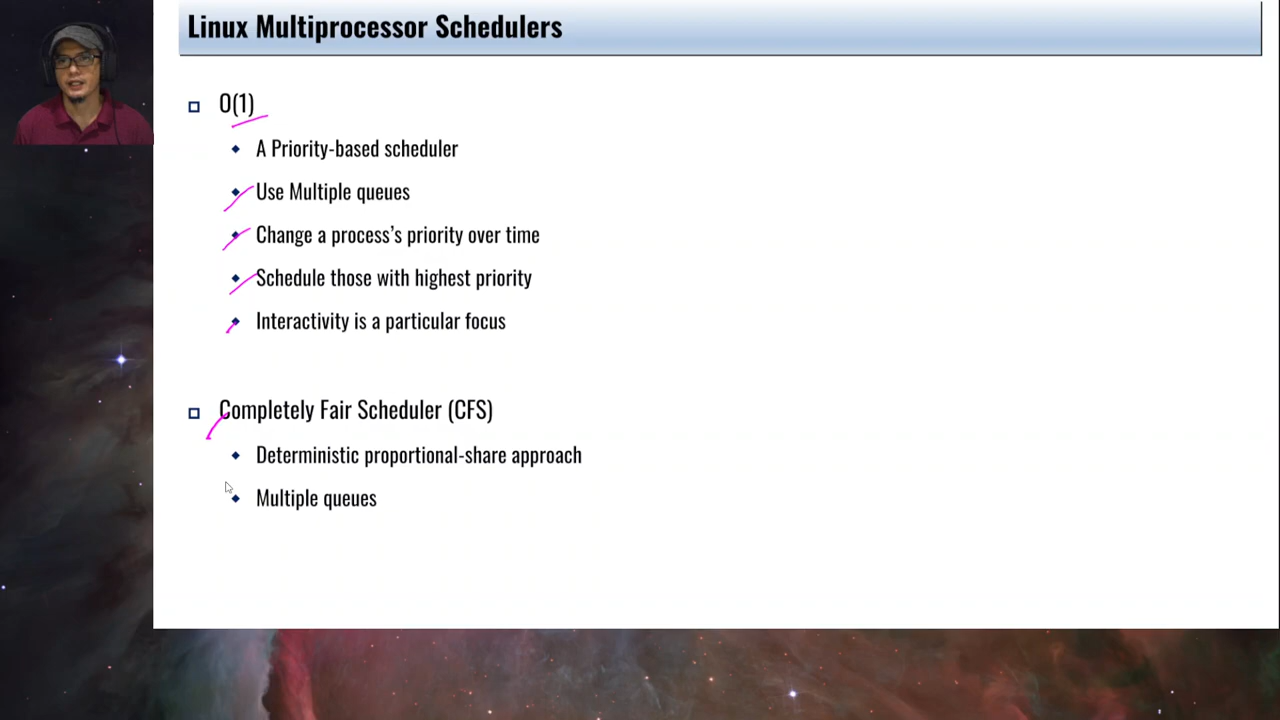 Linux Multiprocessor Schedulers
O(1)
A Priority-based scheduler
Use Multiple queues
Change a process's priority over time
Schedule those with highest priority
Interactivity is a particular focus
Completely Fair Scheduler (CFS)
Deterministic proportional-share approach
Multiple queues